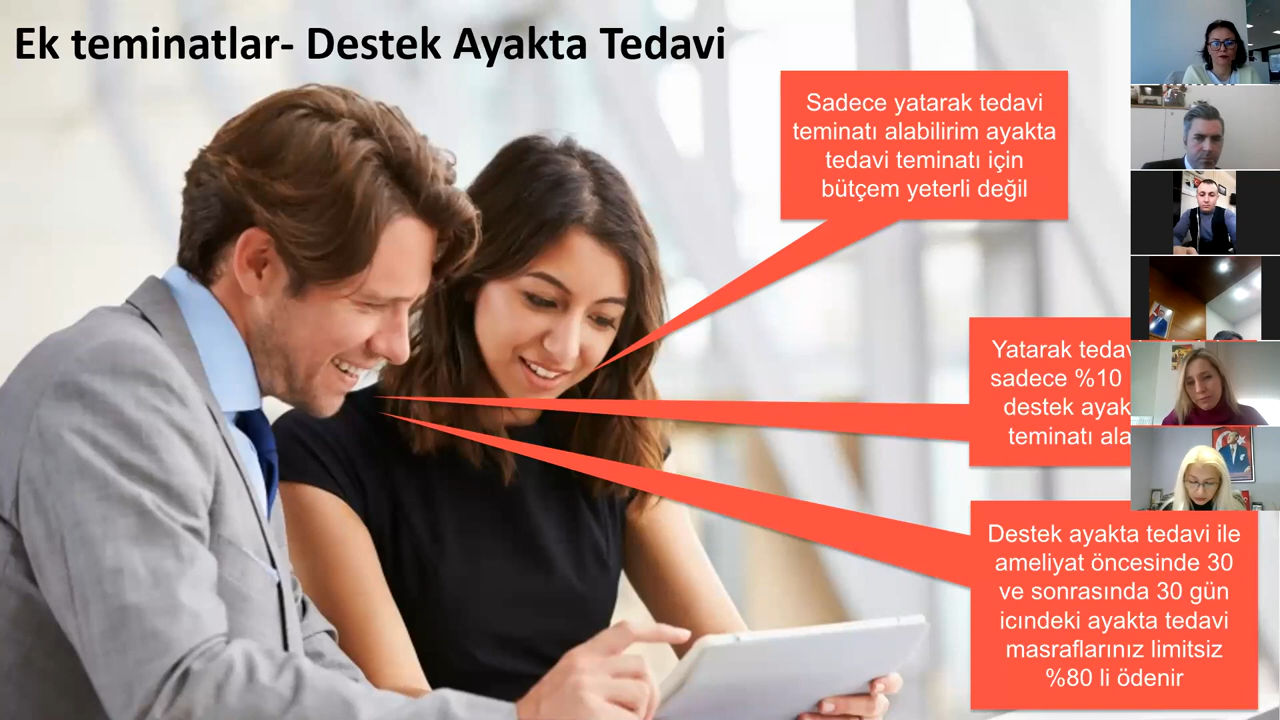 Ek teminatlar- Destek Ayakta Tedavi
Sadece yatarak tedavi
teminatı alabilirim ayakta
tedavi teminatı için
bütçem yeterli değil
Yatarak
sadece %10
destek
teminatı
Destek ayakta tedavi ile
ameliyat öncesinde 30
ve sonrasında 30 gün
icındeki ayakta tedavi
masraflarınız limitsiz
%80 li ödenir